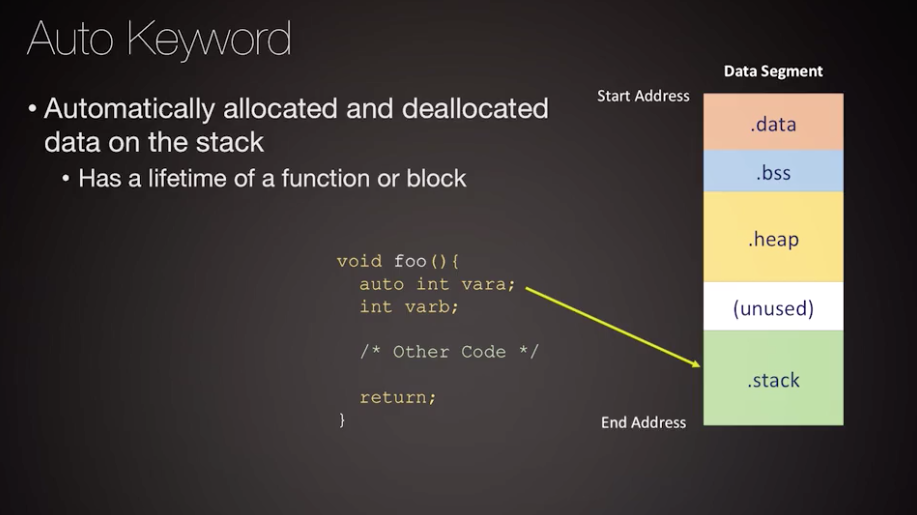 Auto Keyword
• Automatically allocated and deallocated
data on the stack
• Has a lifetime of a function or block
void foo(){
auto int vara;
int varb;
/* Other Code */
return;
}
Data Segment
Start Address
.data
.bss
.heap
(unused)
.stack
End Address